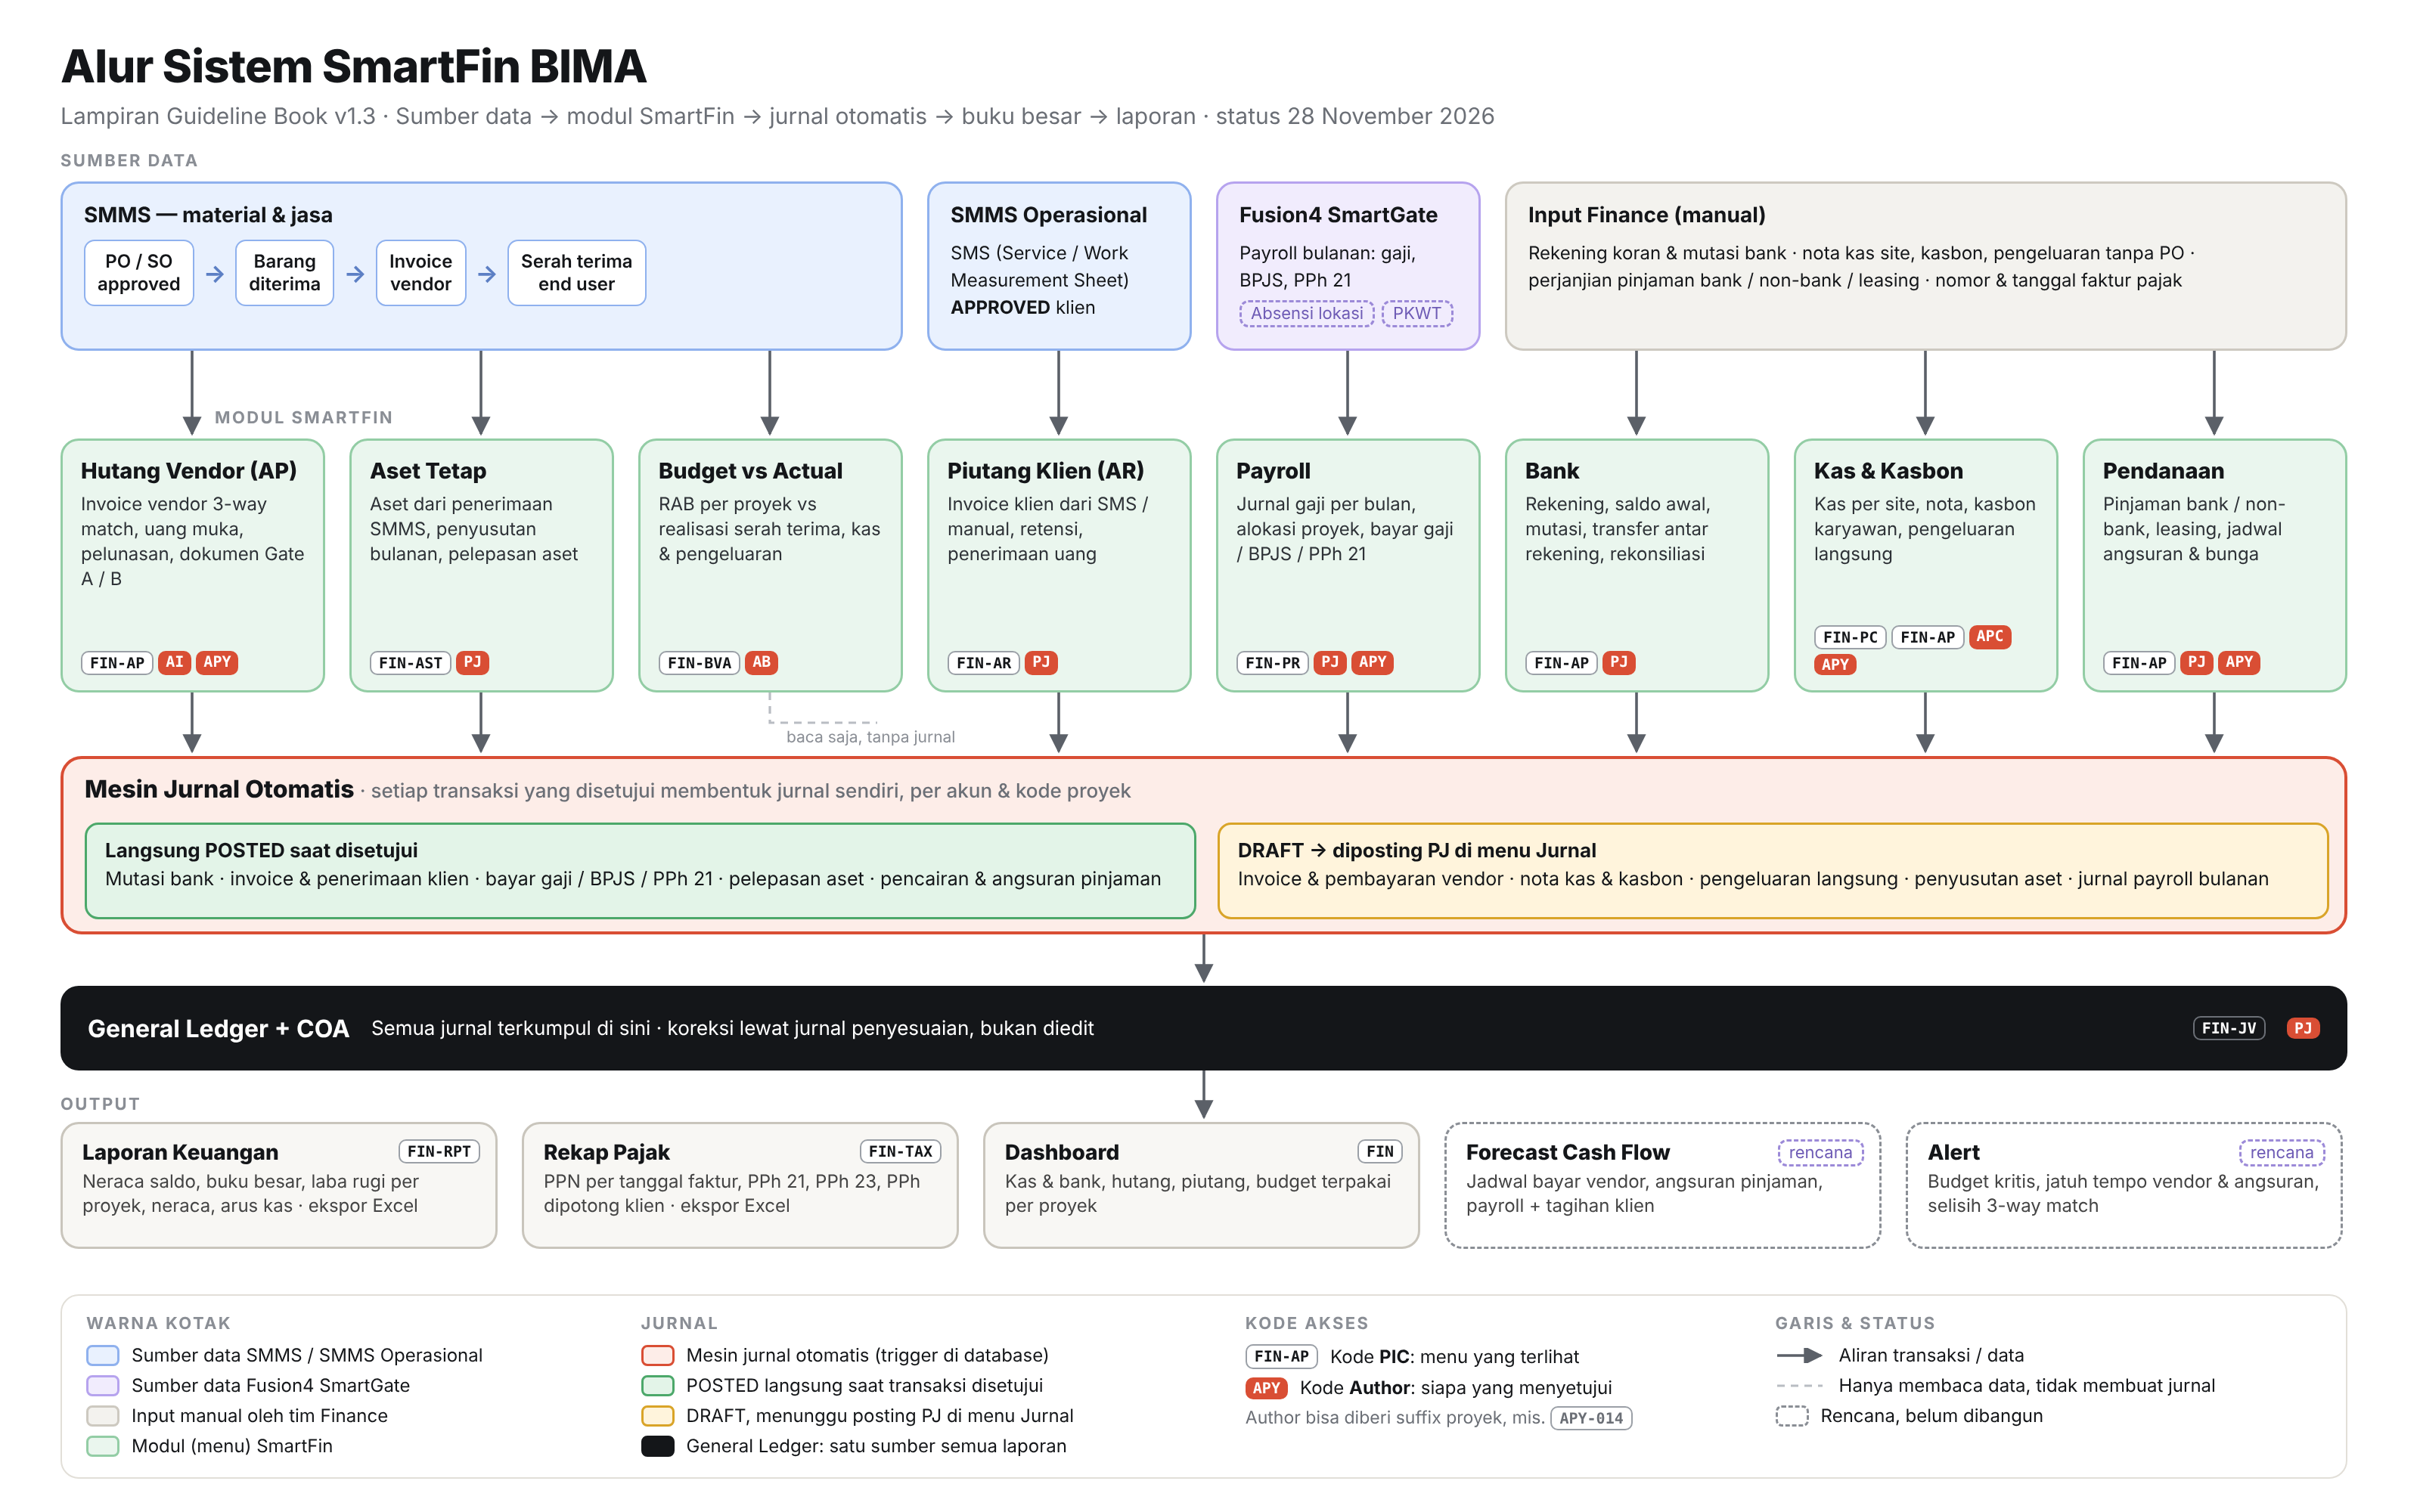 Alur Sistem SmartFin BIMA
Lampiran Guideline Book v1.3 · Sumber data → modul SmartFin → jurnal otomatis → buku besar → laporan · status 28 November 2026
SUMBER DATA
SMMS — material & jasa
PO / SO
approved
→
Barang
diterima
→
Invoice
vendor
→
Serah terima
end user
SMMS Operasional
SMS (Service / Work
Measurement Sheet)
APPROVED klien
Fusion4 SmartGate
Payroll bulanan: gaji,
BPJS, PPh 21
Absensi lokasi PKWT
Input Finance (manual)
Rekening koran & mutasi bank · nota kas site, kasbon, pengeluaran tanpa PO ·
perjanjian pinjaman bank / non-bank / leasing · nomor & tanggal faktur pajak
MODUL SMARTFIN
Hutang Vendor (AP)
Invoice vendor 3-way
match, uang muka,
pelunasan, dokumen Gate
A / B
FIN-AP AI APY
Aset Tetap
Aset dari penerimaan
SMMS, penyusutan
bulanan, pelepasan aset
FIN-AST PJ
Budget vs Actual
RAB per proyek vs
realisasi serah terima, kas
& pengeluaran
FIN-BVA AB
Piutang Klien (AR)
Invoice klien dari SMS /
manual, retensi,
penerimaan uang
FIN-AR PJ
Payroll
Jurnal gaji per bulan,
alokasi proyek, bayar gaji
/ BPJS / PPh 21
FIN-PR PJ APY
Bank
Rekening, saldo awal,
mutasi, transfer antar
rekening, rekonsiliasi
FIN-AP PJ
Kas & Kasbon
Kas per site, nota, kasbon
karyawan, pengeluaran
langsung
FIN-PC FIN-AP APC
APY
Pendanaan
Pinjaman bank / non-
bank, leasing, jadwal
angsuran & bunga
FIN-AP PJ APY
baca saja, tanpa jurnal
Mesin Jurnal Otomatis · setiap transaksi yang disetujui membentuk jurnal sendiri, per akun & kode proyek
Langsung POSTED saat disetujui
Mutasi bank · invoice & penerimaan klien · bayar gaji / BPJS / PPh 21 · pelepasan aset · pencairan & angsuran pinjaman
DRAFT → diposting PJ di menu Jurnal
Invoice & pembayaran vendor · nota kas & kasbon · pengeluaran langsung · penyusutan aset · jurnal payroll bulanan
General Ledger + COA Semua jurnal terkumpul di sini · koreksi lewat jurnal penyesuaian, bukan diedit FIN-JV PJ
OUTPUT
Laporan Keuangan FIN-RPT
Neraca saldo, buku besar, laba rugi per
proyek, neraca, arus kas · ekspor Excel
Rekap Pajak FIN-TAX
PPN per tanggal faktur, PPh 21, PPh 23, PPh
dipotong klien · ekspor Excel
Dashboard FIN
Kas & bank, hutang, piutang, budget terpakai
per proyek
Forecast Cash Flow rencana
Jadwal bayar vendor, angsuran pinjaman,
payroll + tagihan klien
Alert rencana
Budget kritis, jatuh tempo vendor & angsuran,
selisih 3-way match
WARNA KOTAK
Sumber data SMMS / SMMS Operasional
Sumber data Fusion4 SmartGate
Input manual oleh tim Finance
Modul (menu) SmartFin
JURNAL
Mesin jurnal otomatis (trigger di database)
POSTED langsung saat transaksi disetujui
DRAFT, menunggu posting PJ di menu Jurnal
General Ledger: satu sumber semua laporan
KODE AKSES
FIN-AP Kode PIC: menu yang terlihat
APY Kode Author: siapa yang menyetujui
Author bisa diberi suffix proyek, mis. APY-014
GARIS & STATUS
Aliran transaksi / data
Hanya membaca data, tidak membuat jurnal
Rencana, belum dibangun